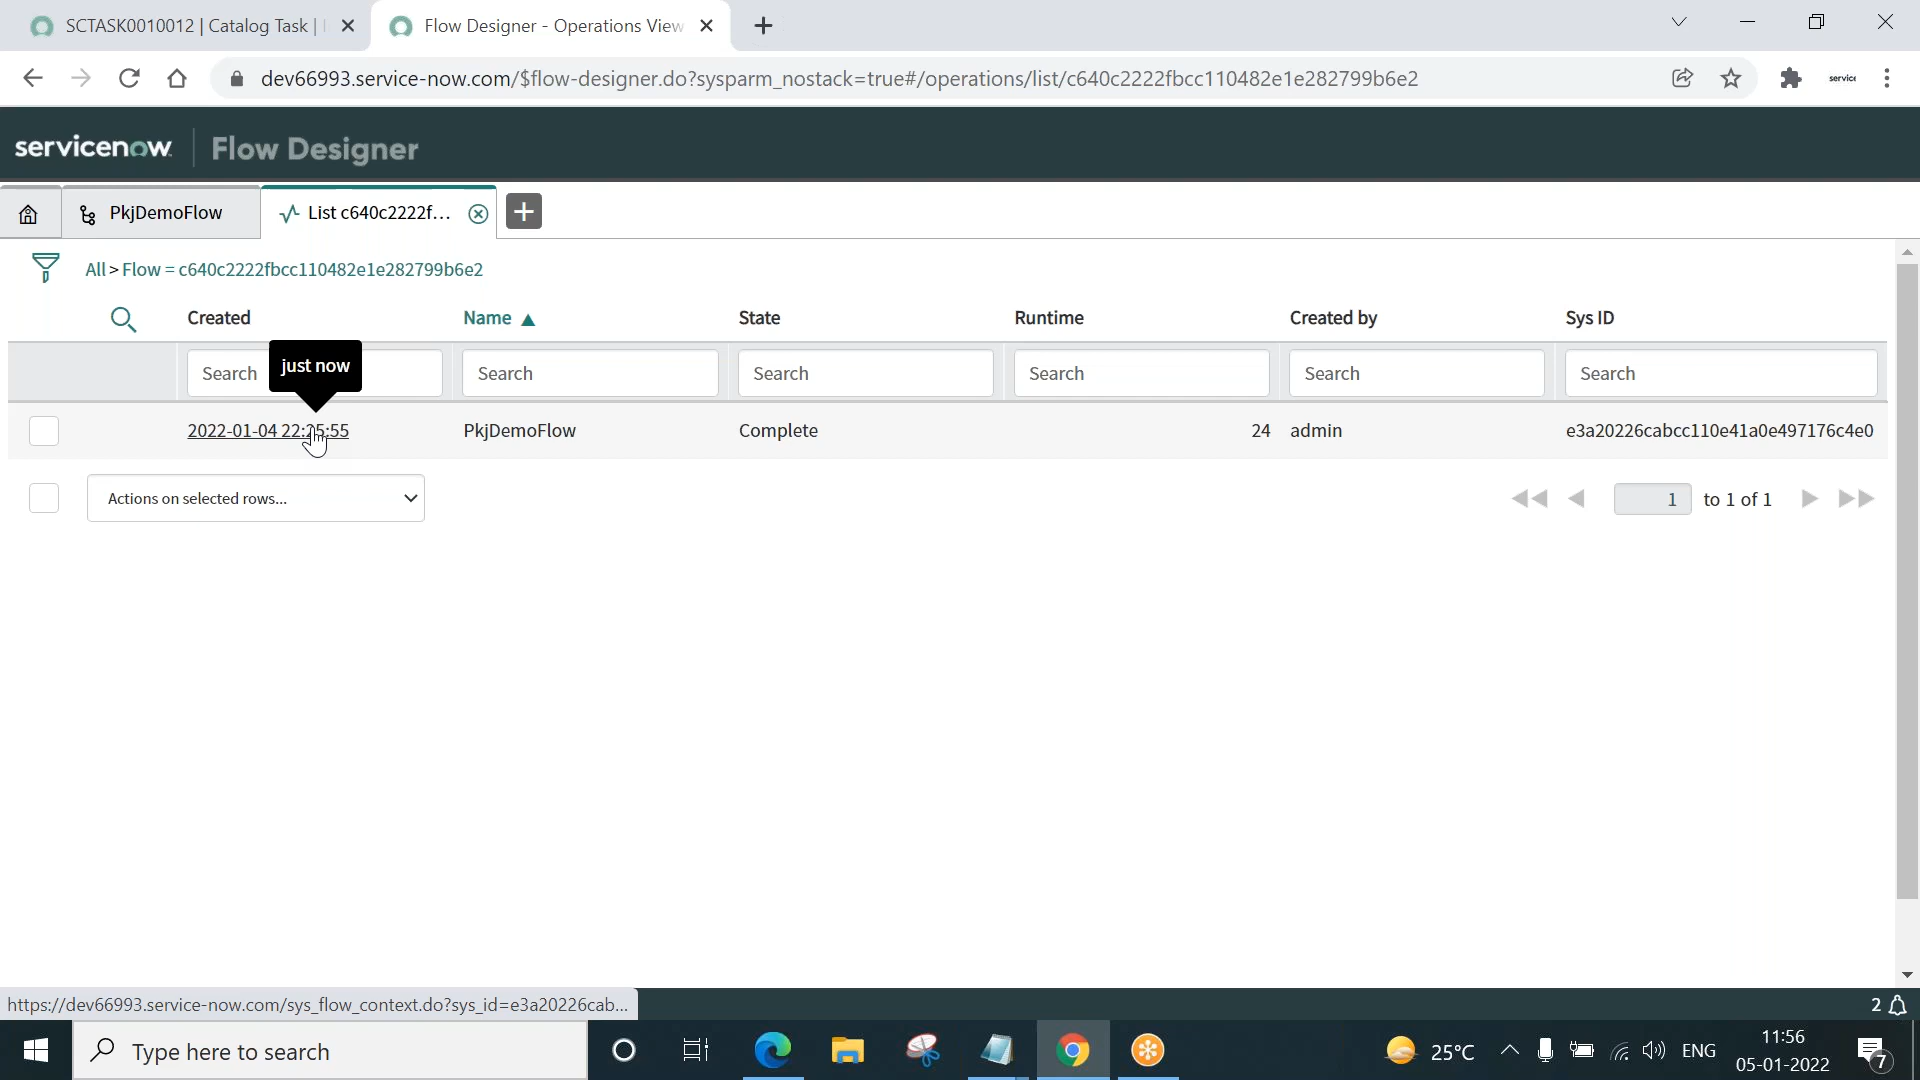 SCTASK0010012 | Catalog Task |
Flow Designer - Operations View
dev66993.service-now.com/$flow-designer.do?sysparm_nostack=true#/operations/list/c640c2222fbcc110482e1e282799b6e2
service
servicenow
Flow Designer
PkjDemoFlow
List c640c2222f...
All > Flow = c640c2222fbcc110482e1e282799b6e2
Created
Name ▲
State
Runtime
Created by
Sys ID
Search
just now
Search
Search
Search
Search
Search
2022-01-04 22:25:55
PkjDemoFlow
Complete
24
admin
e3a20226cabcc110e41a0e497176c4e0
Actions on selected rows...
1 to 1 of 1
https://dev66993.service-now.com/sys_flow_context.do?sys_id=e3a20226cab...
2
Type here to search
25°C
ENG
11:56
05-01-2022
7